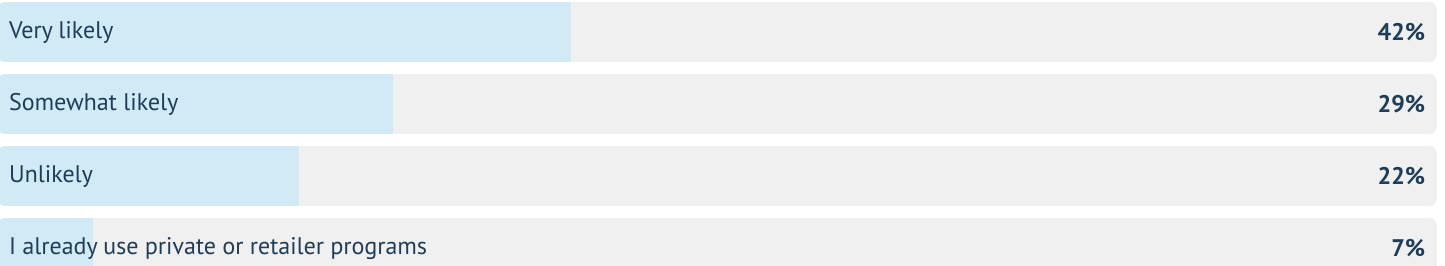 Very likely 42%
Somewhat likely 29%
Unlikely 22%
I already use private or retailer programs 7%